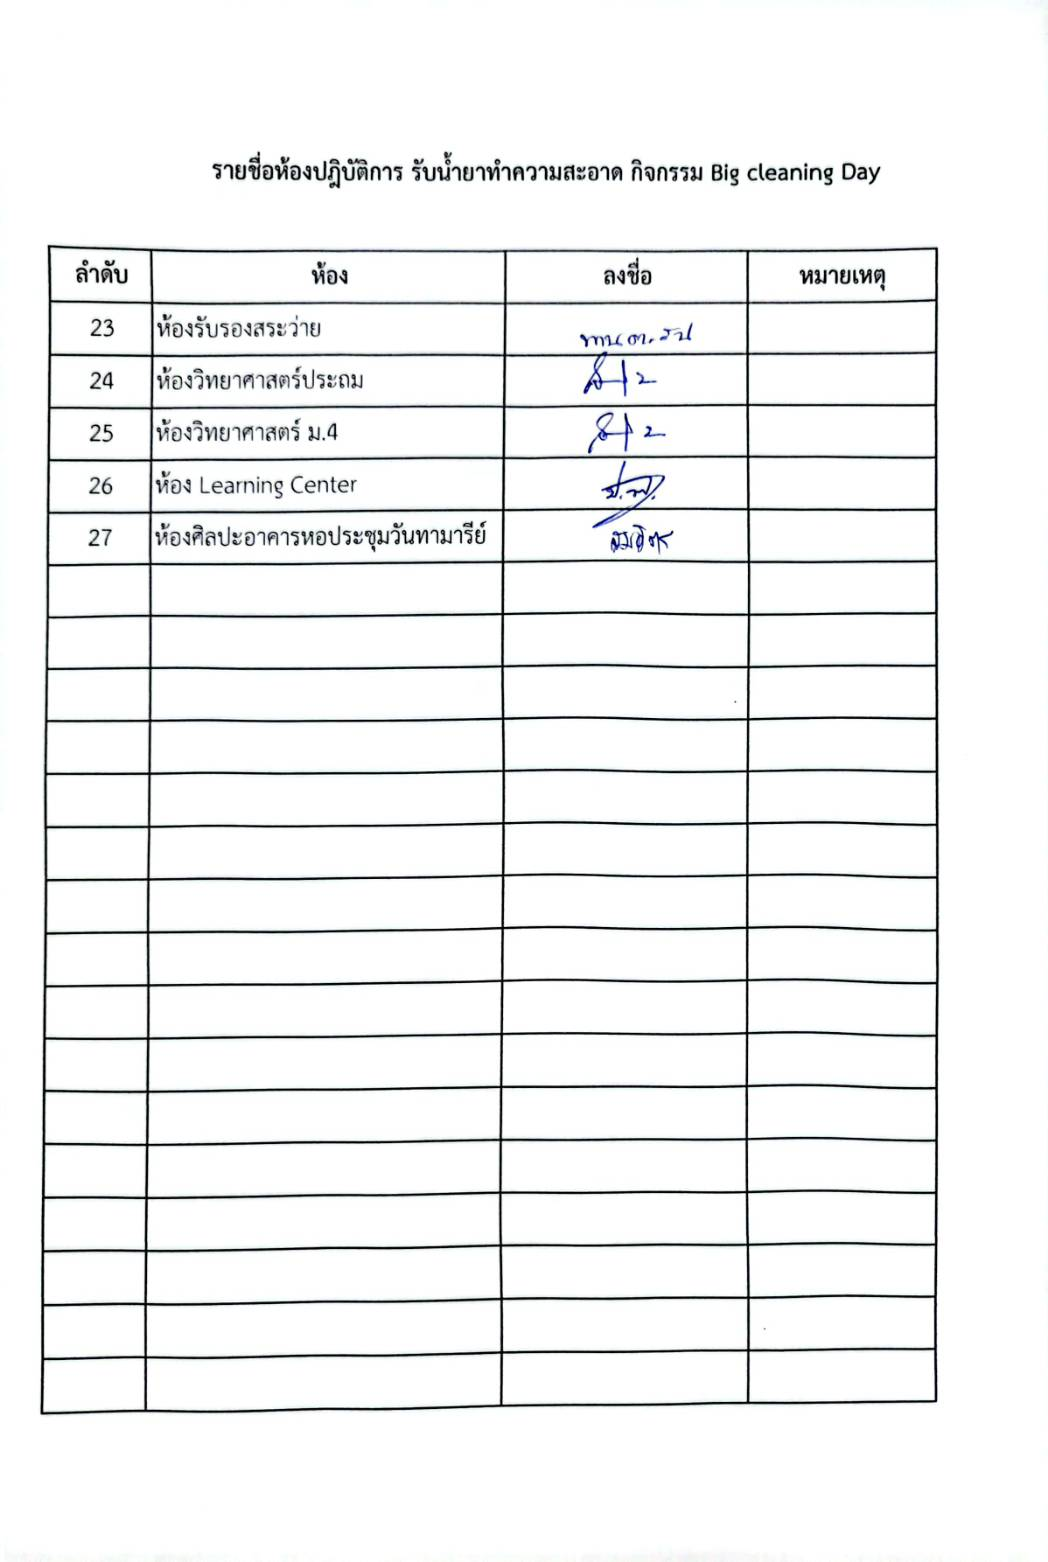 รายชื่อห้องปฎิบัติการ รับน้ำยาทำความสะอาด กิจกรรม Big cleaning Day
ลำดับ ห้อง ลงชื่อ หมายเหตุ
23 ห้องรับรองสระว่าย
24 ห้องวิทยาศาสตร์ประถม
25 ห้องวิทยาศาสตร์ ม.4
26 ห้อง Learning Center
27 ห้องศิลปะอาคารหอประชุมวันทามารีย์